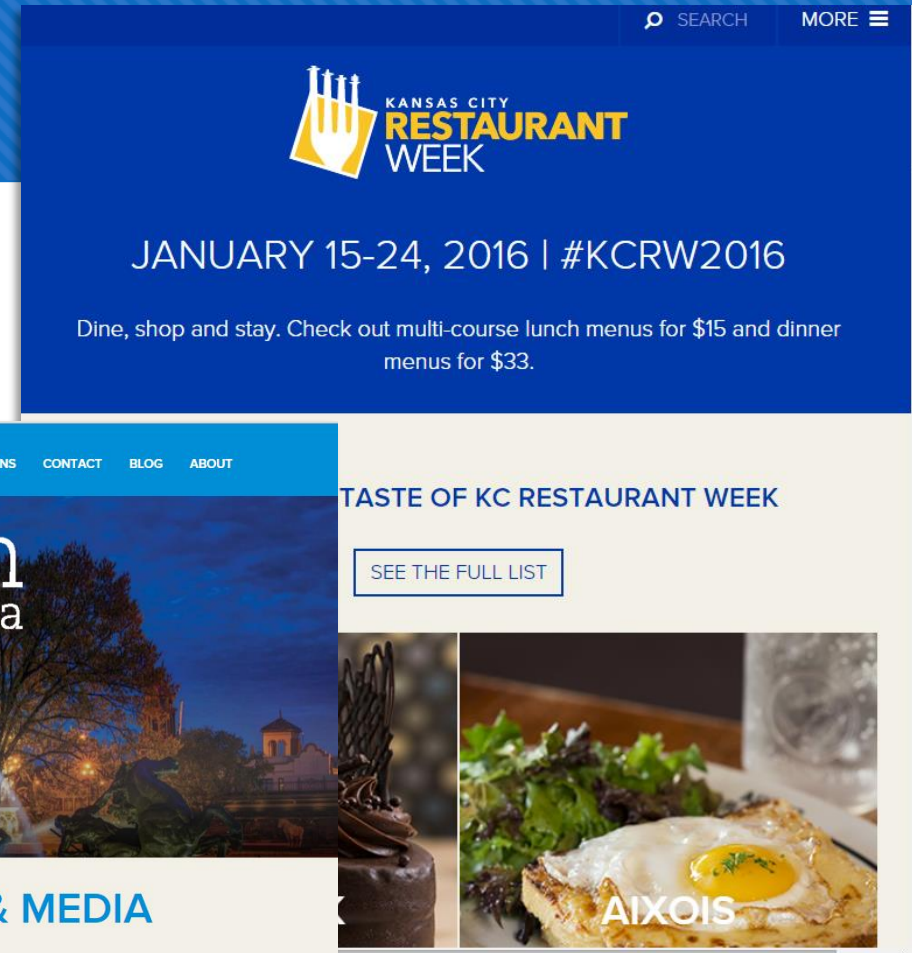 SEARCH MORE
KANSAS CITY
RESTAURANT
WEEK
JANUARY 15-24, 2016 | #KCRW2016
Dine, shop and stay. Check out multi-course lunch menus for $15 and dinner
menus for $33.
CONTACT BLOG ABOUT
TASTE OF KC RESTAURANT WEEK
SEE THE FULL LIST
AIXOIS
& MEDIA